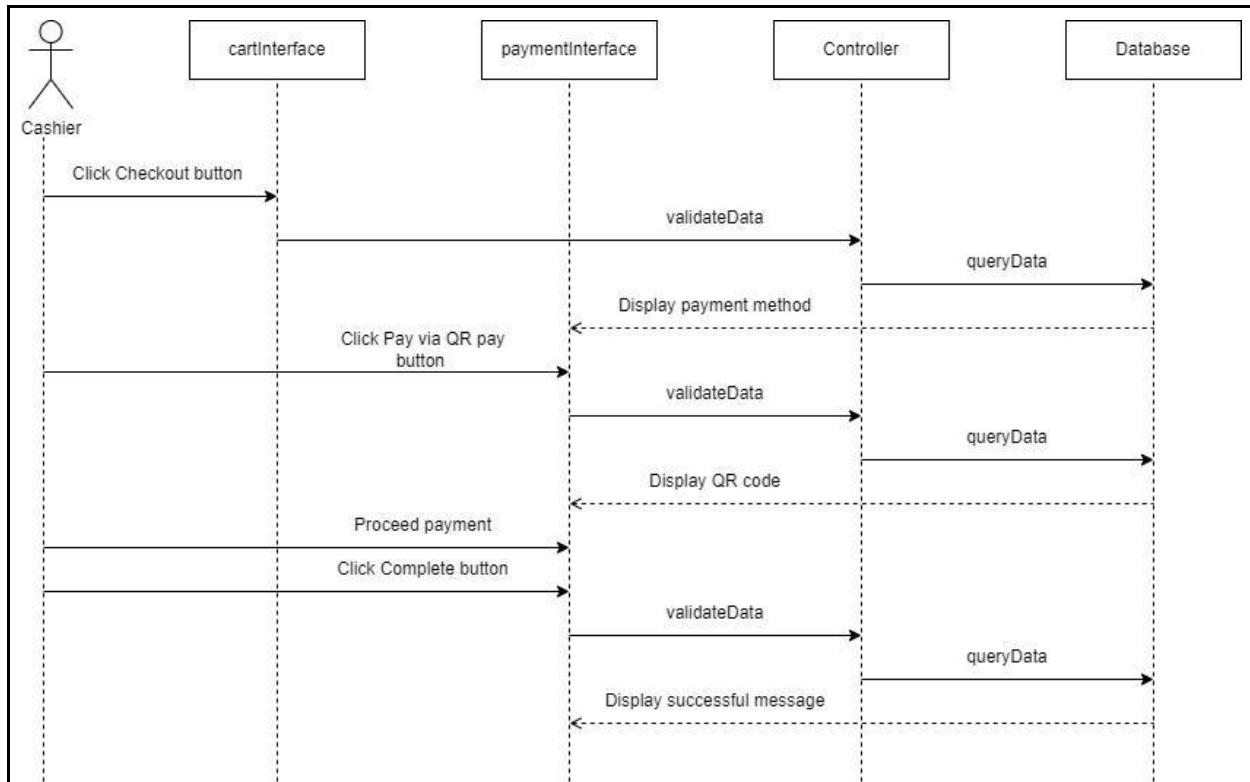 cartInterface
paymentInterface
Controller
Database
Cashier
Click Checkout button
validateData
queryData
Display payment method
Click Pay via QR pay
button
validateData
queryData
Display QR code
Proceed payment
Click Complete button
validateData
queryData
Display successful message